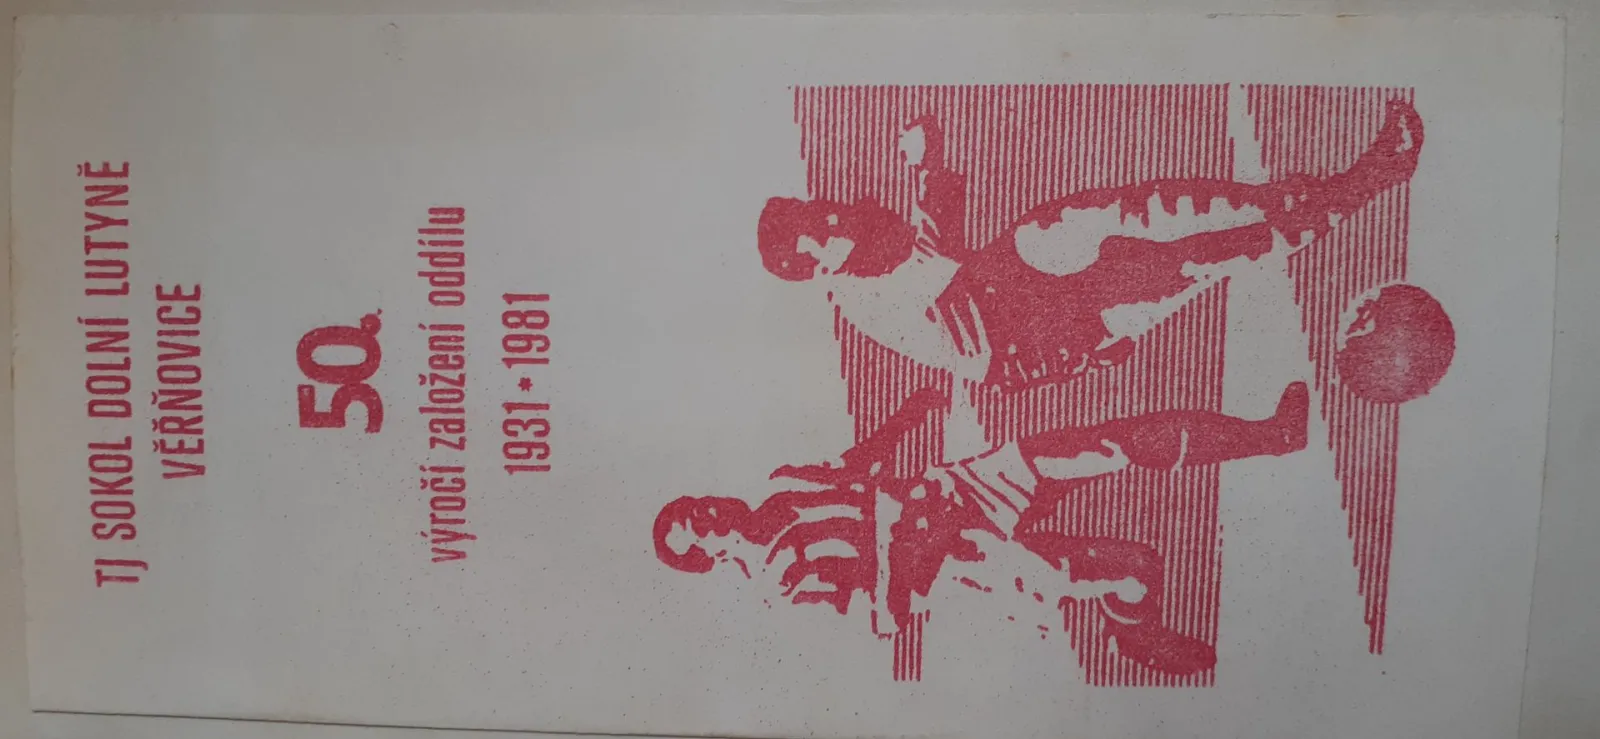 TJ SOKOL DOLNÍ LUTYNĚ
VĚŘŇOVICE
50.
výročí založení oddílu
1931*1981